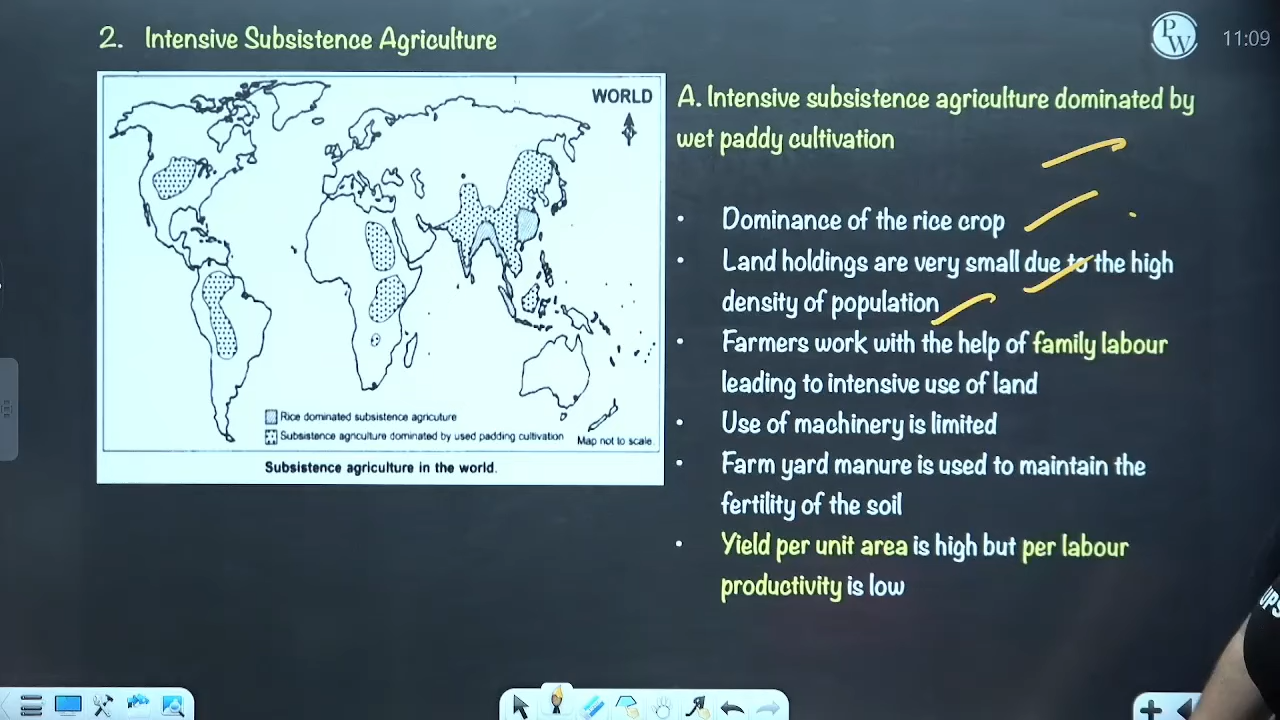 2. Intensive Subsistence Agriculture
PW
11:09
WORLD
Rice dominated subsistence agricuture
Subsistence agriculture dominated by used padding cultivation
Map not to scale.
Subsistence agriculture in the world.
A. Intensive subsistence agriculture dominated by
wet paddy cultivation
• Dominance of the rice crop
• Land holdings are very small due to the high
density of population
• Farmers work with the help of family labour
leading to intensive use of land
• Use of machinery is limited
• Farm yard manure is used to maintain the
fertility of the soil
• Yield per unit area is high but per labour
productivity is low